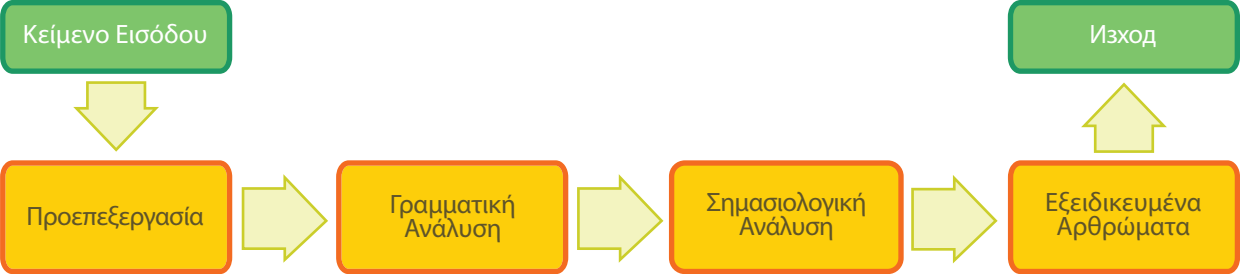 Κείμενο Εισόδου
Изход
Προεπεξεργασία
Γραμματική
Ανάλυση
Σημασιολογική
Ανάλυση
Εξειδικευμένα
Αρθρώματα